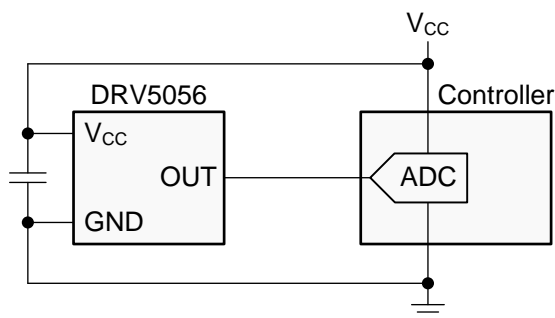 VCC
DRV5056
Controller
VCC
OUT
ADC
GND